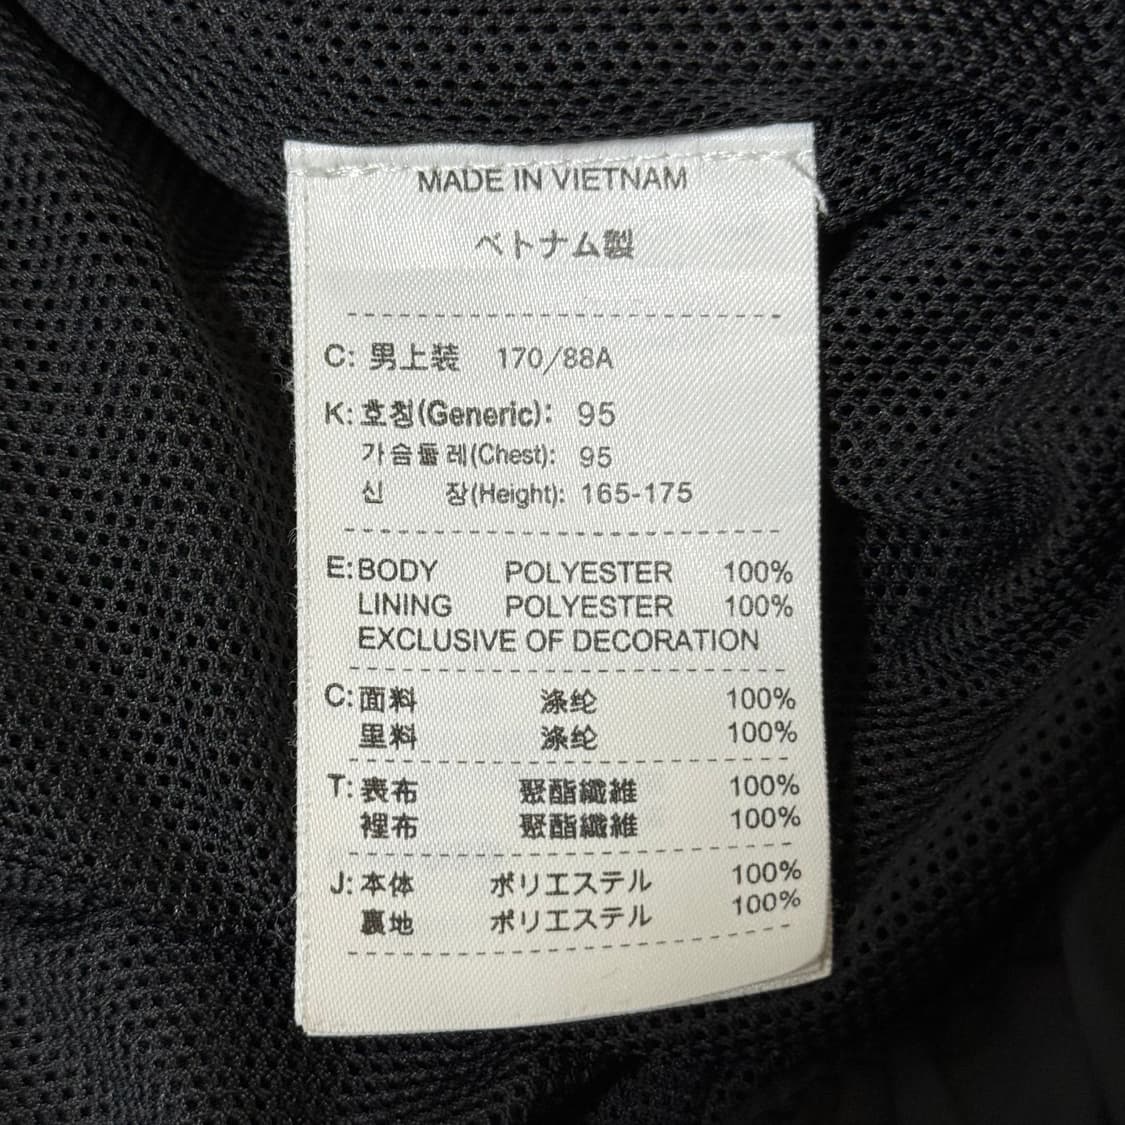 MADE IN VIETNAM
ベトナム製
C: 男上装 170/88A
K: 호칭(Generic): 95
가슴둘레(Chest): 95
신 장(Height): 165-175
E: BODY POLYESTER 100%
LINING POLYESTER 100%
EXCLUSIVE OF DECORATION
C: 面料 涤纶 100%
里料 涤纶 100%
T: 表布 聚酯纖維 100%
裡布 聚酯纖維 100%
J: 本体 ポリエステル 100%
裏地 ポリエステル 100%